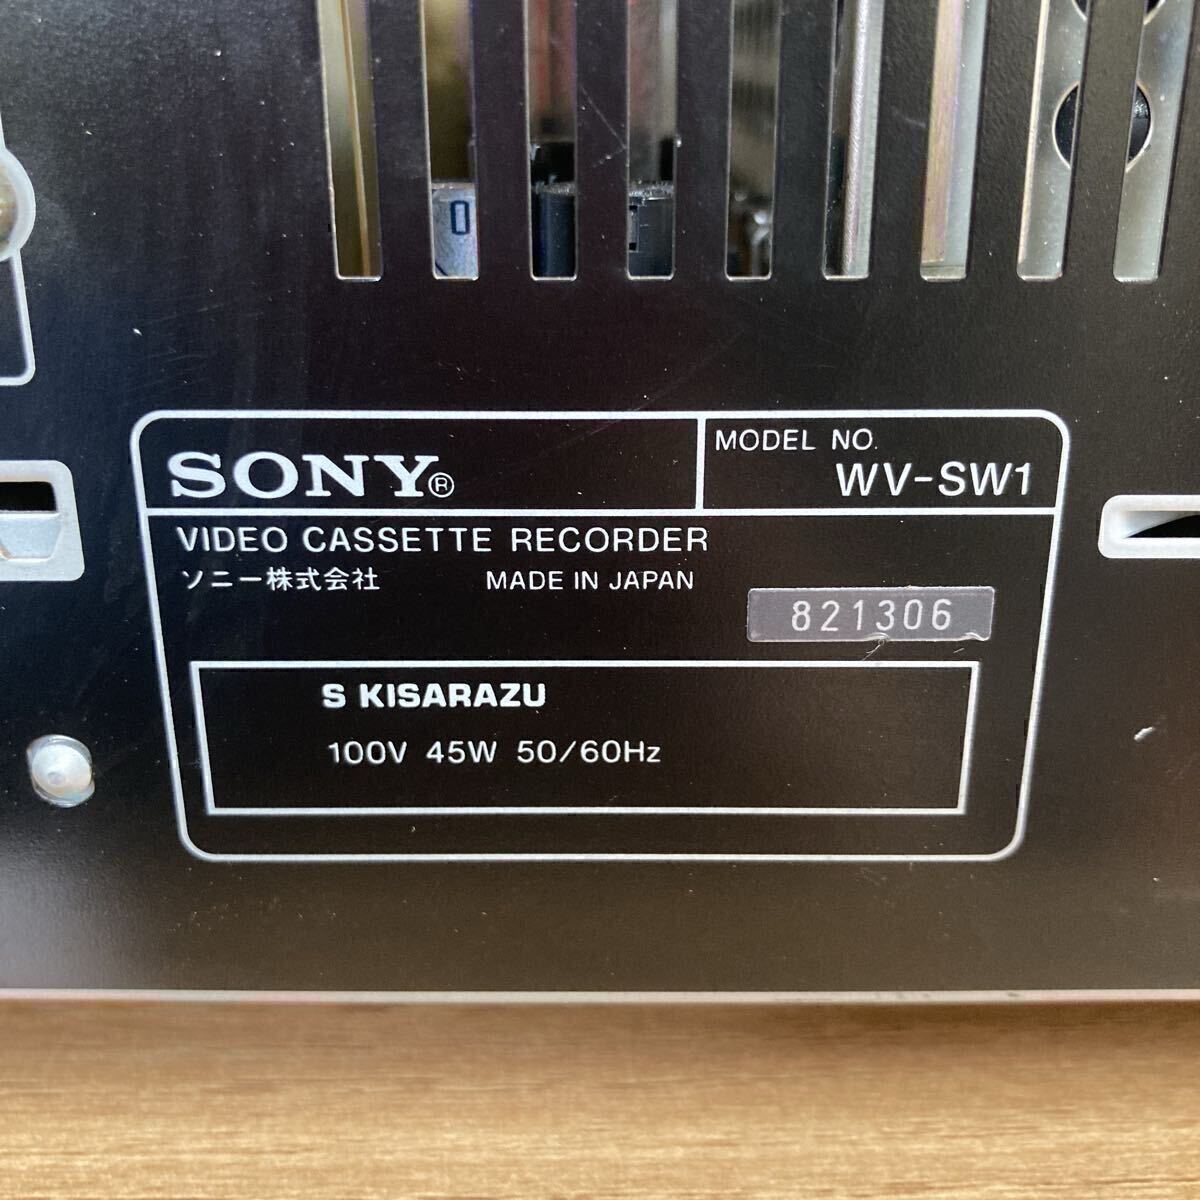 SONY®
MODEL NO.
WV-SW1
VIDEO CASSETTE RECORDER
ソニー株式会社 MADE IN JAPAN
821306
S KISARAZU
100V 45W 50/60Hz